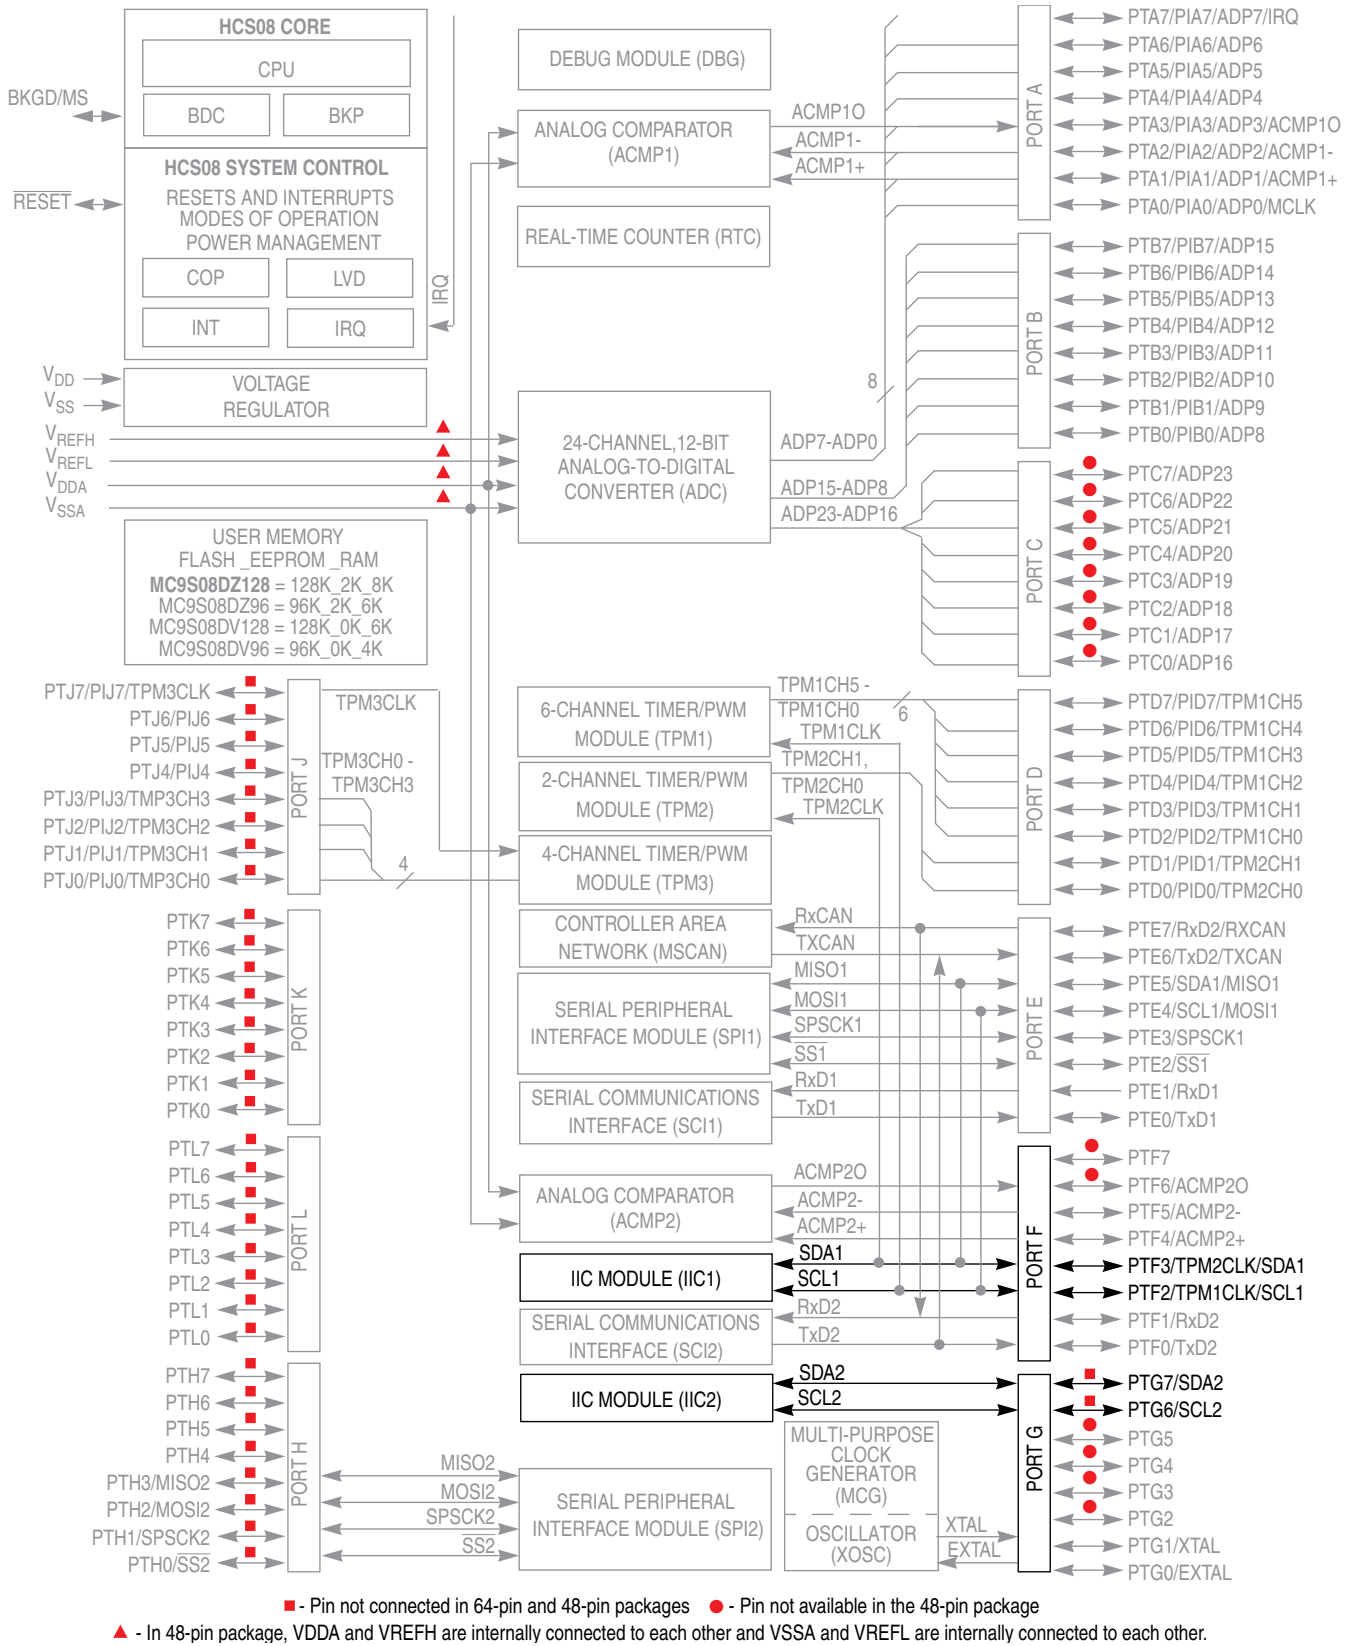 HCS08 CORE
CPU
BDC
BKP
BKGD/MS
HCS08 SYSTEM CONTROL
RESETS AND INTERRUPTS
MODES OF OPERATION
POWER MANAGEMENT
COP
LVD
INT
IRQ
RESET
IRQ
VDD
VSS
VOLTAGE
REGULATOR
VREFH
VREFL
VDDA
VSSA
USER MEMORY
FLASH _EEPROM _RAM
MC9S08DZ128 = 128K_2K_8K
MC9S08DZ96 = 96K_2K_6K
MC9S08DV128 = 128K_0K_6K
MC9S08DV96 = 96K_0K_4K
DEBUG MODULE (DBG)
ANALOG COMPARATOR
(ACMP1)
ACMP1O
ACMP1-
ACMP1+
REAL-TIME COUNTER (RTC)
24-CHANNEL,12-BIT
ANALOG-TO-DIGITAL
CONVERTER (ADC)
8
ADP7-ADP0
ADP15-ADP8
ADP23-ADP16
PORT A
PTA7/PIA7/ADP7/IRQ
PTA6/PIA6/ADP6
PTA5/PIA5/ADP5
PTA4/PIA4/ADP4
PTA3/PIA3/ADP3/ACMP1O
PTA2/PIA2/ADP2/ACMP1-
PTA1/PIA1/ADP1/ACMP1+
PTA0/PIA0/ADP0/MCLK
PORT B
PTB7/PIB7/ADP15
PTB6/PIB6/ADP14
PTB5/PIB5/ADP13
PTB4/PIB4/ADP12
PTB3/PIB3/ADP11
PTB2/PIB2/ADP10
PTB1/PIB1/ADP9
PTB0/PIB0/ADP8
PORT C
PTC7/ADP23
PTC6/ADP22
PTC5/ADP21
PTC4/ADP20
PTC3/ADP19
PTC2/ADP18
PTC1/ADP17
PTC0/ADP16
PTJ7/PIJ7/TPM3CLK
PTJ6/PIJ6
PTJ5/PIJ5
PTJ4/PIJ4
PTJ3/PIJ3/TMP3CH3
PTJ2/PIJ2/TPM3CH2
PTJ1/PIJ1/TPM3CH1
PTJ0/PIJ0/TMP3CH0
PORT J
TPM3CLK
TPM3CH0 -
TPM3CH3
4
6-CHANNEL TIMER/PWM
MODULE (TPM1)
TPM1CH5 -
TPM1CH0
6
TPM1CLK
2-CHANNEL TIMER/PWM
MODULE (TPM2)
TPM2CH1,
TPM2CH0
TPM2CLK
4-CHANNEL TIMER/PWM
MODULE (TPM3)
PORT D
PTD7/PID7/TPM1CH5
PTD6/PID6/TPM1CH4
PTD5/PID5/TPM1CH3
PTD4/PID4/TPM1CH2
PTD3/PID3/TPM1CH1
PTD2/PID2/TPM1CH0
PTD1/PID1/TPM2CH1
PTD0/PID0/TPM2CH0
PTK7
PTK6
PTK5
PTK4
PTK3
PTK2
PTK1
PTK0
PORT K
CONTROLLER AREA
NETWORK (MSCAN)
RxCAN
TXCAN
SERIAL PERIPHERAL
INTERFACE MODULE (SPI1)
MISO1
MOSI1
SPSCK1
SS1
SERIAL COMMUNICATIONS
INTERFACE (SCI1)
RxD1
TxD1
PORT E
PTE7/RxD2/RXCAN
PTE6/TxD2/TXCAN
PTE5/SDA1/MISO1
PTE4/SCL1/MOSI1
PTE3/SPSCK1
PTE2/SS1
PTE1/RxD1
PTE0/TxD1
PTL7
PTL6
PTL5
PTL4
PTL3
PTL2
PTL1
PTL0
PORT L
ANALOG COMPARATOR
(ACMP2)
ACMP2O
ACMP2-
ACMP2+
IIC MODULE (IIC1)
SDA1
SCL1
SERIAL COMMUNICATIONS
INTERFACE (SCI2)
RxD2
TxD2
PORT F
PTF7
PTF6/ACMP2O
PTF5/ACMP2-
PTF4/ACMP2+
PTF3/TPM2CLK/SDA1
PTF2/TPM1CLK/SCL1
PTF1/RxD2
PTF0/TxD2
PTH7
PTH6
PTH5
PTH4
PTH3/MISO2
PTH2/MOSI2
PTH1/SPSCK2
PTH0/SS2
PORT H
MISO2
MOSI2
SPSCK2
SS2
IIC MODULE (IIC2)
SDA2
SCL2
SERIAL PERIPHERAL
INTERFACE MODULE (SPI2)
MULTI-PURPOSE
CLOCK
GENERATOR
(MCG)
OSCILLATOR
(XOSC)
XTAL
EXTAL
PORT G
PTG7/SDA2
PTG6/SCL2
PTG5
PTG4
PTG3
PTG2
PTG1/XTAL
PTG0/EXTAL
- Pin not connected in 64-pin and 48-pin packages - Pin not available in the 48-pin package
- In 48-pin package, VDDA and VREFH are internally connected to each other and VSSA and VREFL are internally connected to each other.